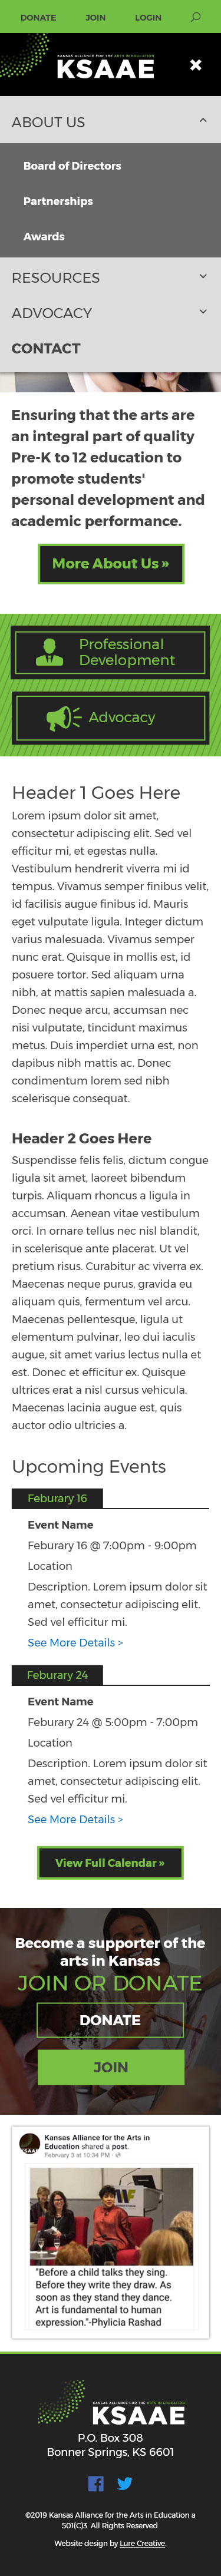 DONATE JOIN LOGIN
KANSAS ALLIANCE FOR THE ARTS IN EDUCATION
KSAAE
ABOUT US
Board of Directors
Partnerships
Awards
RESOURCES
ADVOCACY
CONTACT
Ensuring that the arts are
an integral part of quality
Pre-K to 12 education to
promote students'
personal development and
academic performance.
More About Us »
Professional
Development
Advocacy
Header 1 Goes Here
Lorem ipsum dolor sit amet,
consectetur adipiscing elit. Sed vel
efficitur mi, et egestas nulla.
Vestibulum hendrerit viverra mi id
tempus. Vivamus semper finibus velit,
id facilisis augue finibus id. Mauris
eget vulputate ligula. Integer dictum
varius malesuada. Vivamus semper
nunc erat. Quisque in mollis est, id
posuere tortor. Sed aliquam urna
nibh, at mattis sapien malesuada a.
Donec neque arcu, accumsan nec
nisi vulputate, tincidunt maximus
metus. Duis imperdiet urna est, non
dapibus nibh mattis ac. Donec
condimentum lorem sed nibh
scelerisque consequat.
Header 2 Goes Here
Suspendisse felis felis, dictum congue
ligula sit amet, laoreet bibendum
turpis. Aliquam rhoncus a ligula in
accumsan. Aenean vitae vestibulum
orci. In ornare tellus nec nisl blandit,
in scelerisque ante placerat. Ut vel
pretium risus. Curabitur ac viverra ex.
Maecenas neque purus, gravida eu
aliquam quis, fermentum vel arcu.
Maecenas pellentesque, ligula ut
elementum pulvinar, leo dui iaculis
augue, sit amet varius lectus nulla et
est. Donec et efficitur ex. Quisque
ultrices erat a nisl cursus vehicula.
Maecenas lacinia augue est, quis
auctor odio ultricies a.
Upcoming Events
Feburary 16
Event Name
Feburary 16 @ 7:00pm - 9:00pm
Location
Description. Lorem ipsum dolor sit
amet, consectetur adipiscing elit.
Sed vel efficitur mi.
See More Details >
Feburary 24
Event Name
Feburary 24 @ 5:00pm - 7:00pm
Location
Description. Lorem ipsum dolor sit
amet, consectetur adipiscing elit.
Sed vel efficitur mi.
See More Details >
View Full Calendar »
Become a supporter of the
arts in Kansas
JOIN OR DONATE
DONATE
JOIN
Kansas Alliance for the Arts in
Education shared a post.
February 3 at 10:34 PM
"Before a child talks they sing.
Before they write they draw. As
soon as they stand they dance.
Art is fundamental to human
expression."-Phylicia Rashad
KANSAS ALLIANCE FOR THE ARTS IN EDUCATION
KSAAE
P.O. Box 308
Bonner Springs, KS 6601
©2019 Kansas Alliance for the Arts in Education a
501(C)3. All Rights Reserved.
Website design by Lure Creative.